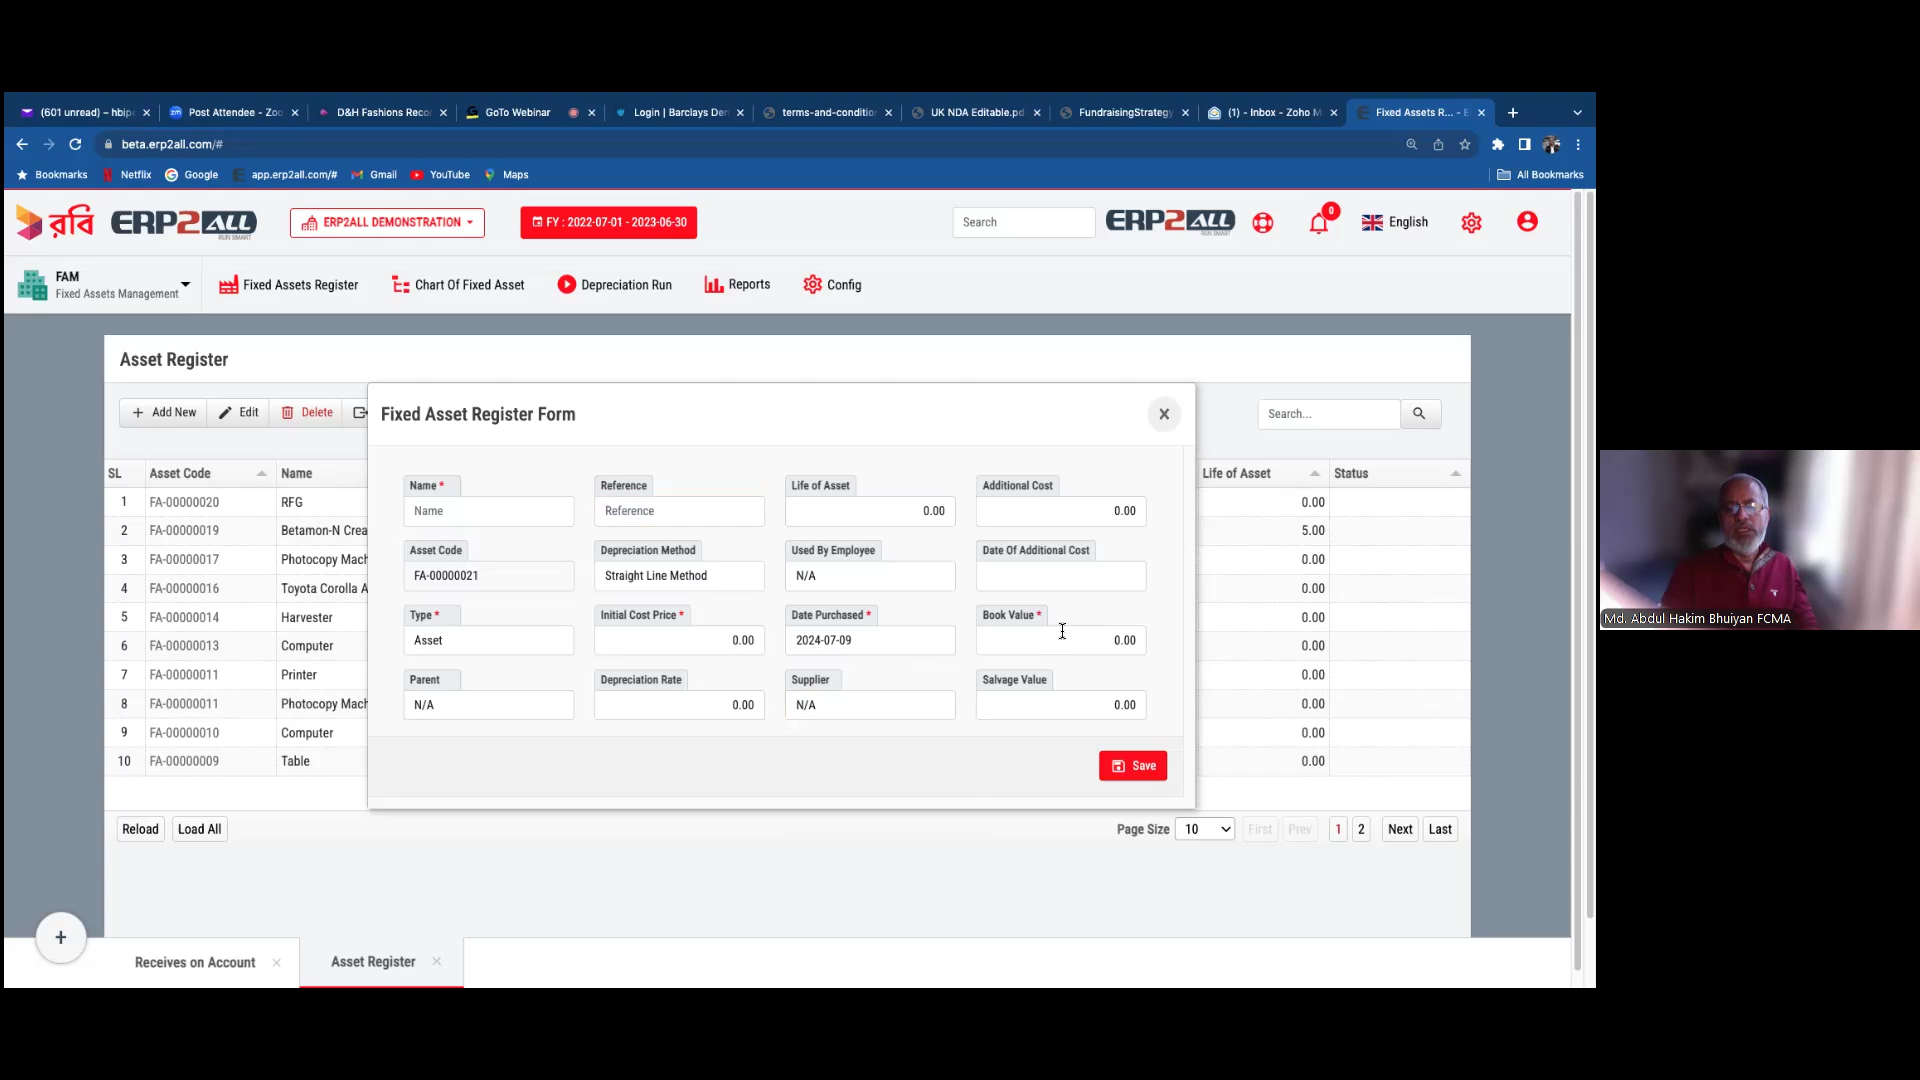 (601 unread) – hbipe
Post Attendee - Zoo
D&H Fashions Recor
GoTo Webinar
Login | Barclays De
terms-and-conditio
UK NDA Editable.pd
FundraisingStrategy
(1) - Inbox - Zoho M
Fixed Assets R... - E
beta.erp2all.com/#
Bookmarks
Netflix
Google
app.erp2all.com/#
Gmail
YouTube
Maps
All Bookmarks
রবি
ERP2ALL
RUN SMART
ERP2ALL DEMONSTRATION
FY : 2022-07-01 - 2023-06-30
Search
ERP2ALL
RUN SMART
0
English
FAM
Fixed Assets Management
Fixed Assets Register
Chart Of Fixed Asset
Depreciation Run
Reports
Config
Asset Register
Add New
Edit
Delete
Search...
Fixed Asset Register Form
SL Asset Code Name Life of Asset Status
1 FA-00000020 RFG 0.00
2 FA-00000019 Betamon-N Crea 5.00
3 FA-00000017 Photocopy Mach 0.00
4 FA-00000016 Toyota Corolla A 0.00
5 FA-00000014 Harvester 0.00
6 FA-00000013 Computer 0.00
7 FA-00000011 Printer 0.00
8 FA-00000011 Photocopy Mach 0.00
9 FA-00000010 Computer 0.00
10 FA-00000009 Table 0.00
Name * Reference Life of Asset Additional Cost
Name Reference 0.00 0.00
Asset Code Depreciation Method Used By Employee Date Of Additional Cost
FA-00000021 Straight Line Method N/A
Type * Initial Cost Price * Date Purchased * Book Value *
Asset 0.00 2024-07-09 0.00
Parent Depreciation Rate Supplier Salvage Value
N/A 0.00 N/A 0.00
Save
Reload
Load All
Page Size 10 First Prev 1 2 Next Last
+
Receives on Account
Asset Register
Md. Abdul Hakim Bhuiyan FCMA